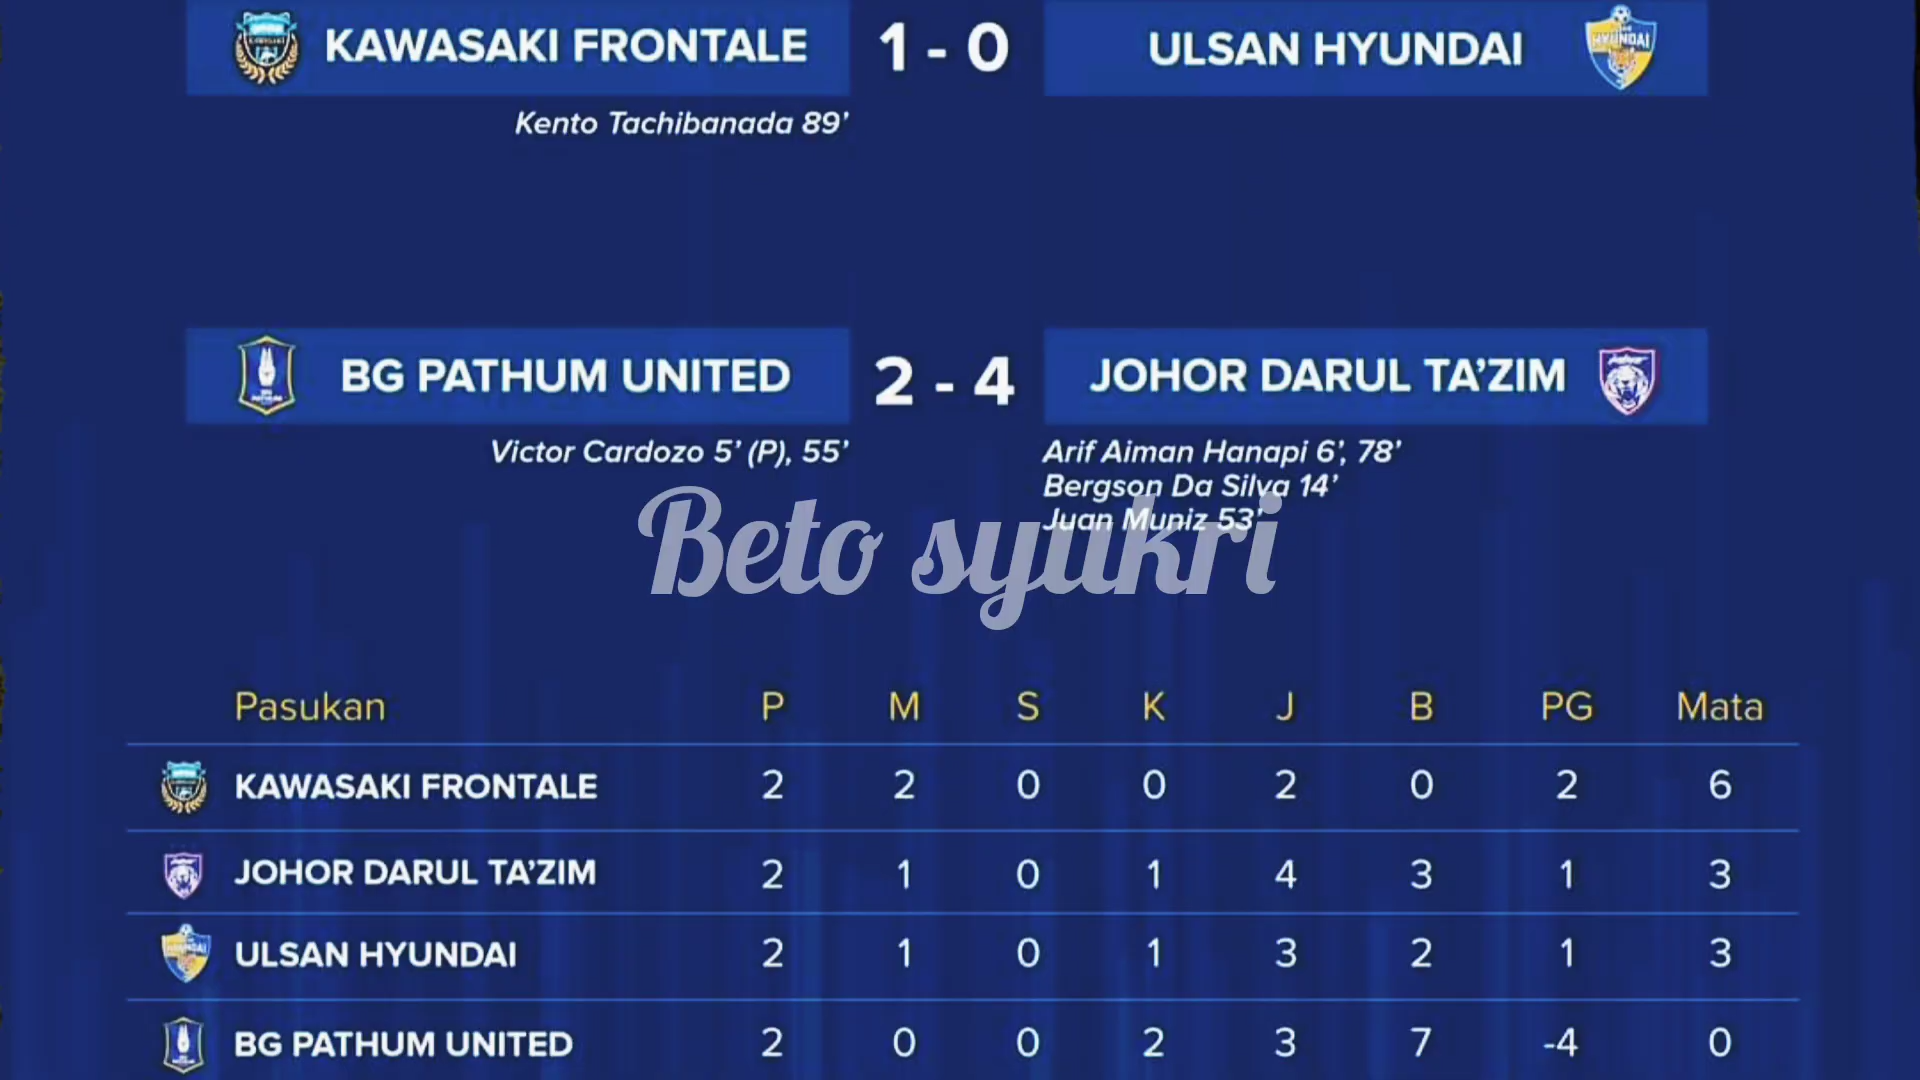 KAWASAKI FRONTALE 1 - 0 ULSAN HYUNDAI
Kento Tachibanada 89’
BG PATHUM UNITED 2 - 4 JOHOR DARUL TA’ZIM
Victor Cardozo 5’ (P), 55’
Arif Aiman Hanapi 6’, 78’
Bergson Da Silva 14’
Juan Muniz 53’
Beto syukri
Pasukan P M S K J B PG Mata
KAWASAKI FRONTALE 2 2 0 0 2 0 2 6
JOHOR DARUL TA’ZIM 2 1 0 1 4 3 1 3
ULSAN HYUNDAI 2 1 0 1 3 2 1 3
BG PATHUM UNITED 2 0 0 2 3 7 -4 0